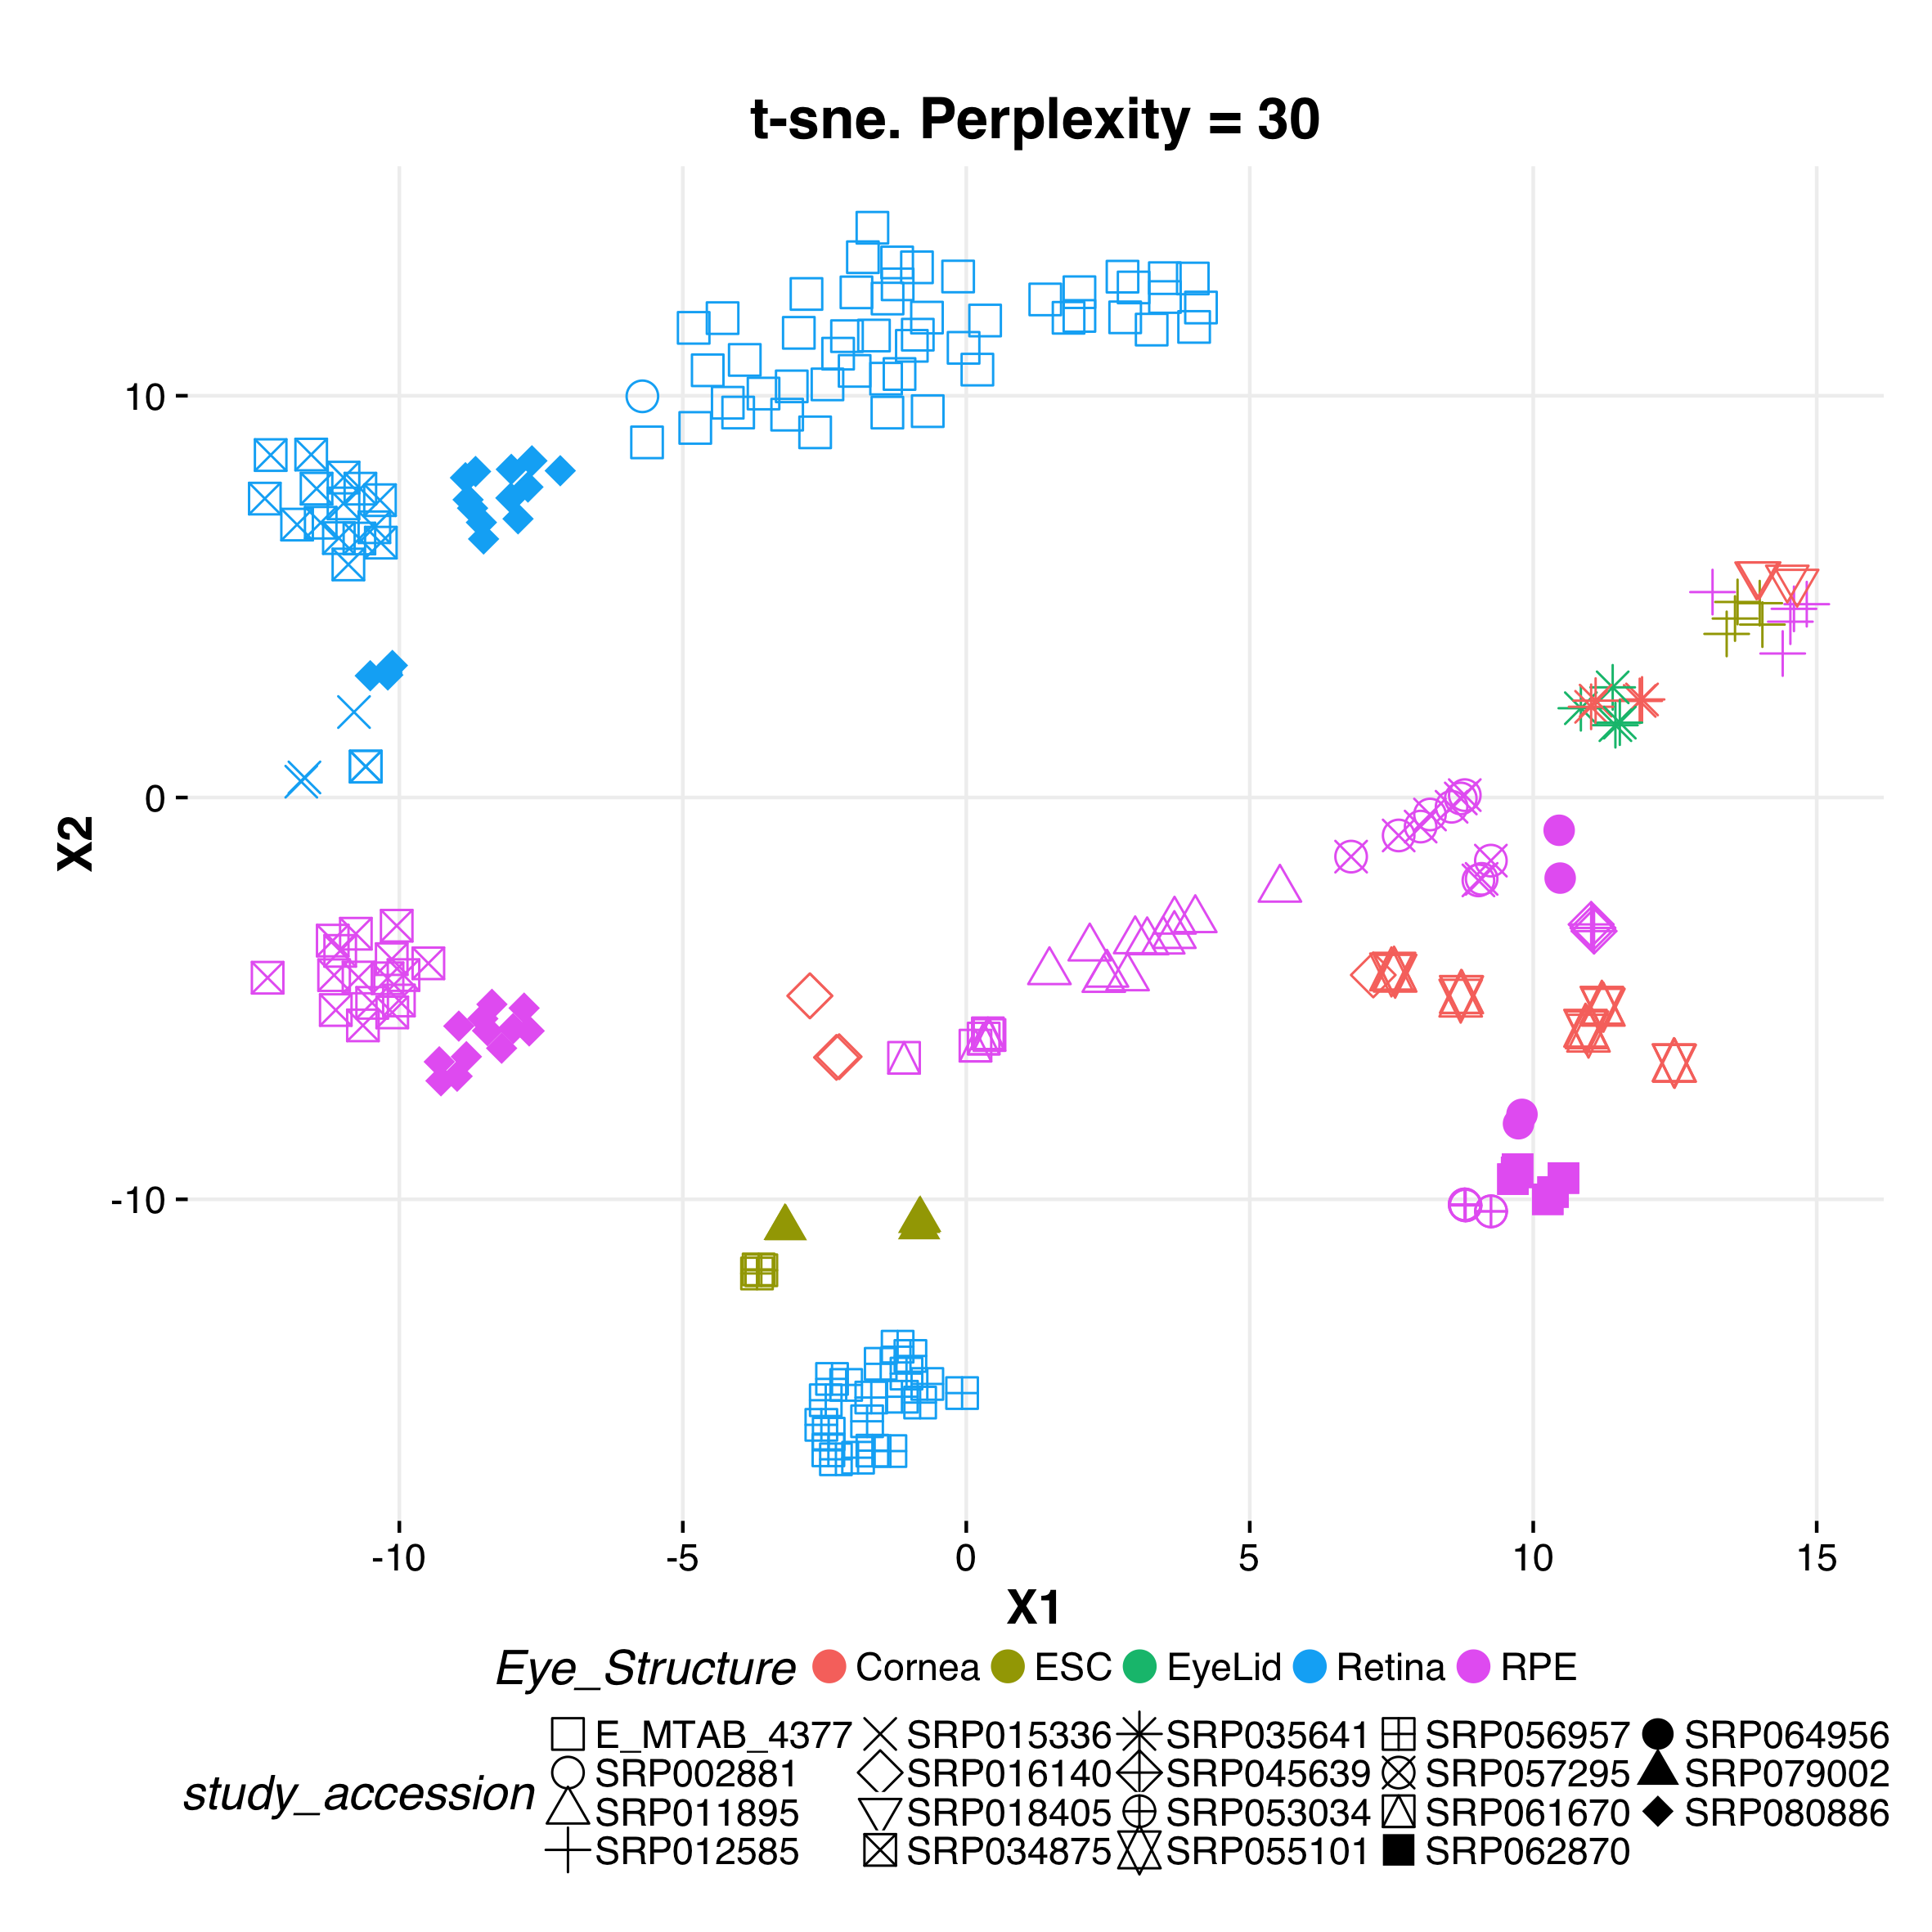 t-sne. Perplexity = 30
10
0
-10
X2
-10 -5 0 5 10 15
X1
Eye_Structure Cornea ESC EyeLid Retina RPE
study_accession
E_MTAB_4377 SRP015336 SRP035641 SRP056957 SRP064956
SRP002881 SRP016140 SRP045639 SRP057295 SRP079002
SRP011895 SRP018405 SRP053034 SRP061670 SRP080886
SRP012585 SRP034875 SRP055101 SRP062870